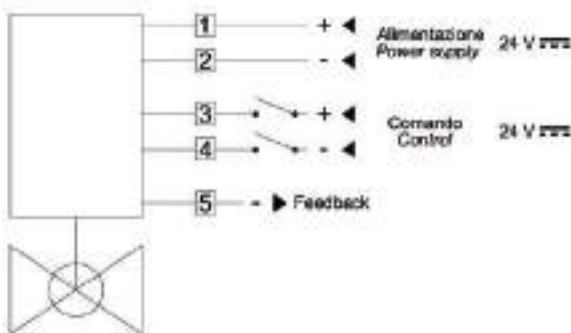 1 + Alimentazione
Power supply 24 V
2 -
3 + Comando
Control 24 V
4 -
5 - Feedback